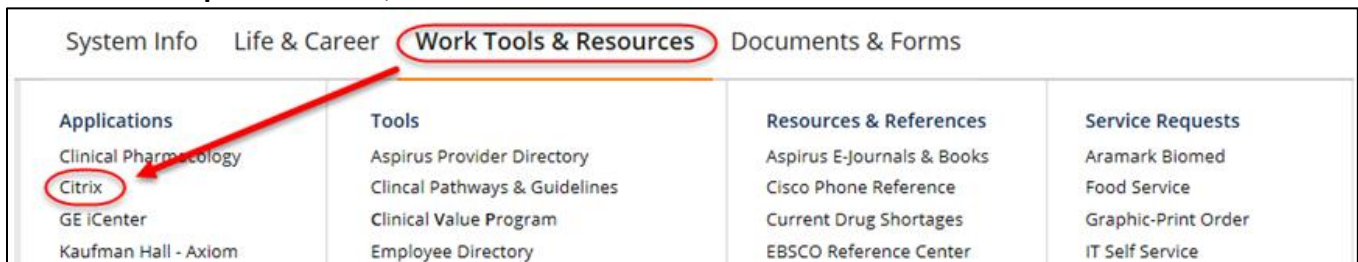 System Info Life & Career Work Tools & Resources Documents & Forms
Applications
Clinical Pharmacology
Citrix
GE iCenter
Kaufman Hall - Axiom
Tools
Aspirus Provider Directory
Clincal Pathways & Guidelines
Clinical Value Program
Employee Directory
Resources & References
Aspirus E-Journals & Books
Cisco Phone Reference
Current Drug Shortages
EBSCO Reference Center
Service Requests
Aramark Biomed
Food Service
Graphic-Print Order
IT Self Service